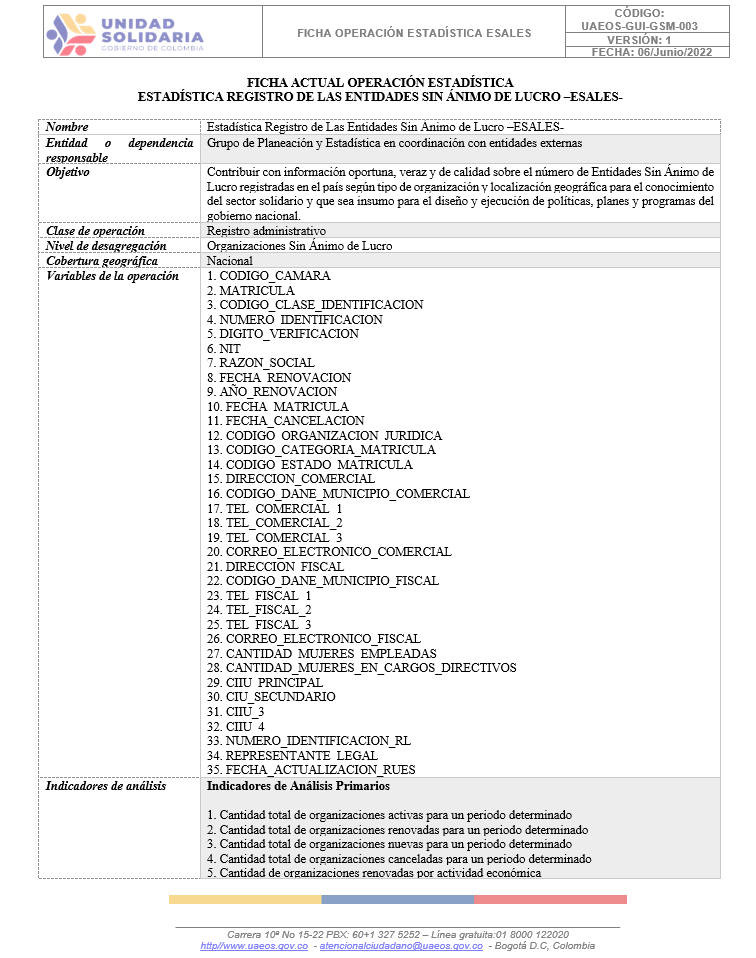 UNIDAD
SOLIDARIA
GOBIERNO DE COLOMBIA
FICHA OPERACIÓN ESTADÍSTICA ESALES
CÓDIGO:
UAEOS-GUI-GSM-003
VERSIÓN: 1
FECHA: 06/Junio/2022
FICHA ACTUAL OPERACIÓN ESTADÍSTICA
ESTADÍSTICA REGISTRO DE LAS ENTIDADES SIN ÁNIMO DE LUCRO –ESALES-
Nombre
Estadística Registro de Las Entidades Sin Ánimo de Lucro –ESALES-
Entidad o dependencia
responsable
Grupo de Planeación y Estadística en coordinación con entidades externas
Objetivo
Contribuir con información oportuna, veraz y de calidad sobre el número de Entidades Sin Ánimo de
Lucro registradas en el país según tipo de organización y localización geográfica para el conocimiento
del sector solidario y que sea insumo para el diseño y ejecución de políticas, planes y programas del
gobierno nacional.
Clase de operación
Registro administrativo
Nivel de desagregación
Organizaciones Sin Ánimo de Lucro
Cobertura geográfica
Nacional
Variables de la operación
1. CODIGO_CAMARA
2. MATRICULA
3. CODIGO_CLASE_IDENTIFICACION
4. NUMERO_IDENTIFICACION
5. DIGITO_VERIFICACION
6. NIT
7. RAZON_SOCIAL
8. FECHA_RENOVACION
9. AÑO_RENOVACION
10. FECHA_MATRICULA
11. FECHA_CANCELACION
12. CODIGO_ORGANIZACION_JURIDICA
13. CODIGO_CATEGORIA_MATRICULA
14. CODIGO_ESTADO_MATRICULA
15. DIRECCION_COMERCIAL
16. CODIGO_DANE_MUNICIPIO_COMERCIAL
17. TEL_COMERCIAL_1
18. TEL_COMERCIAL_2
19. TEL_COMERCIAL_3
20. CORREO_ELECTRONICO_COMERCIAL
21. DIRECCION_FISCAL
22. CODIGO_DANE_MUNICIPIO_FISCAL
23. TEL_FISCAL_1
24. TEL_FISCAL_2
25. TEL_FISCAL_3
26. CORREO_ELECTRONICO_FISCAL
27. CANTIDAD_MUJERES_EMPLEADAS
28. CANTIDAD_MUJERES_EN_CARGOS_DIRECTIVOS
29. CIIU_PRINCIPAL
30. CIU_SECUNDARIO
31. CIIU_3
32. CIIU_4
33. NUMERO_IDENTIFICACION_RL
34. REPRESENTANTE_LEGAL
35. FECHA_ACTUALIZACION_RUES
Indicadores de análisis
Indicadores de Análisis Primarios
1. Cantidad total de organizaciones activas para un periodo determinado
2. Cantidad total de organizaciones renovadas para un periodo determinado
3. Cantidad total de organizaciones nuevas para un periodo determinado
4. Cantidad total de organizaciones canceladas para un periodo determinado
5. Cantidad de organizaciones renovadas por actividad económica
Carrera 10ª No 15-22 PBX: 60+1 327 5252 – Línea gratuita:01 8000 122020
http//www.uaeos.gov.co - atencionalciudadano@uaeos.gov.co - Bogotá D.C, Colombia